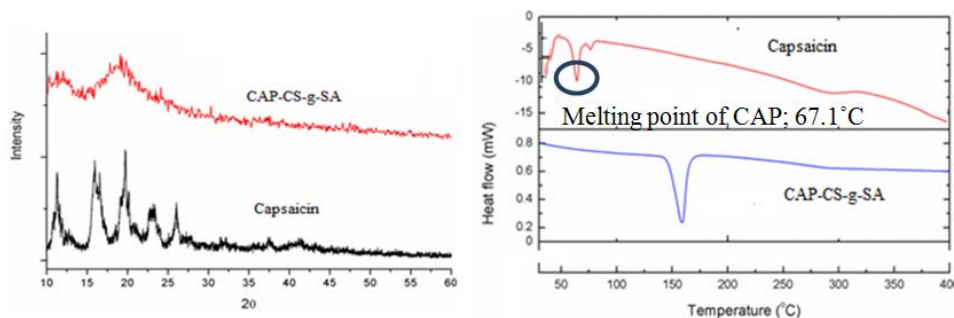 Intensity
CAP-CS-g-SA
Capsaicin
10 15 20 25 30 35 40 45 50 55 60
2θ
0
-5
-10
-15
Capsaicin
Melting point of CAP; 67.1˚C
Heat flow (mW)
0.8
0.6
0.4
0.2
0
CAP-CS-g-SA
50 100 150 200 250 300 350 400
Temperature (°C)